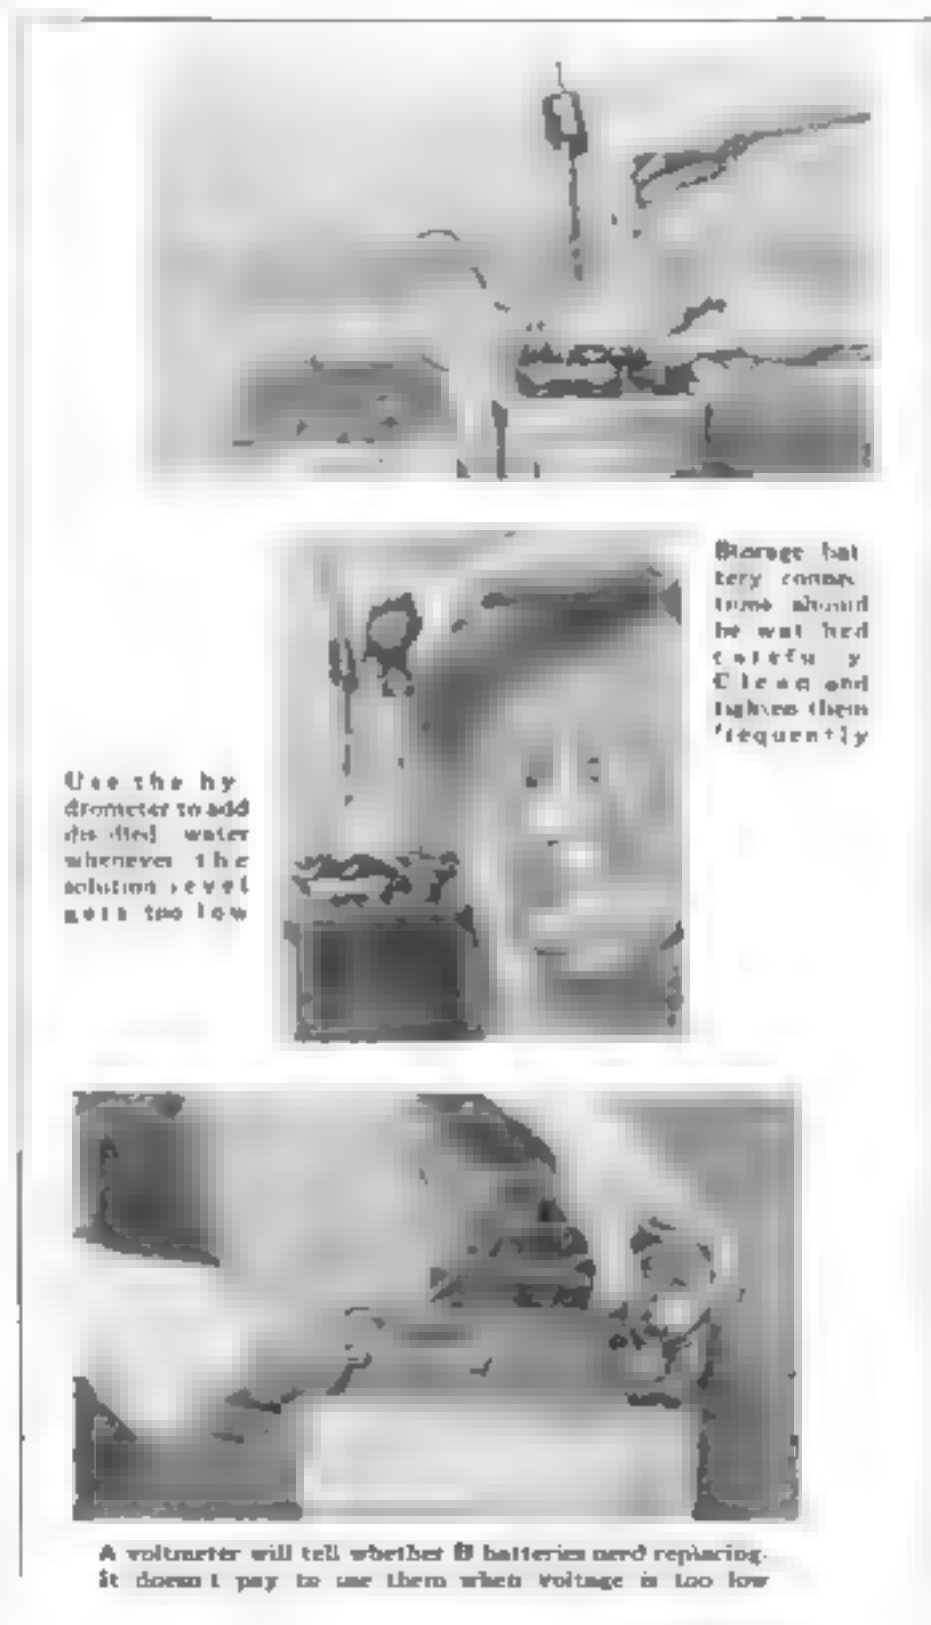 Storage bat
tery connec
tions should
be watched
carefully
Clean and
tighten them
frequently
Use the hy
drometer to add
distilled water
whenever the
solution level
gets too low
A voltmeter will tell whether B batteries need replacing.
It doesn't pay to use them when voltage is too low